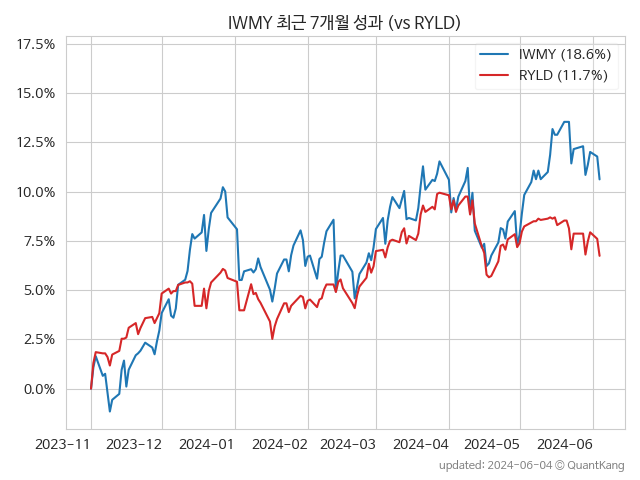 IWMY 최근 7개월 성과 (vs RYLD)
17.5%
15.0%
12.5%
10.0%
7.5%
5.0%
2.5%
0.0%
IWMY (18.6%)
RYLD (11.7%)
2023-11 2023-12 2024-01 2024-02 2024-03 2024-04 2024-05 2024-06
updated: 2024-06-04 © QuantKang